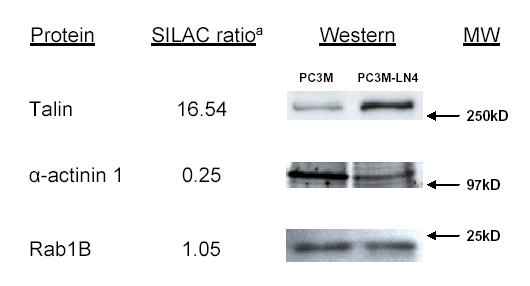 Protein SILAC ratioa Western MW
PC3M PC3M-LN4
Talin 16.54 250kD
α-actinin 1 0.25 97kD
25kD
Rab1B 1.05